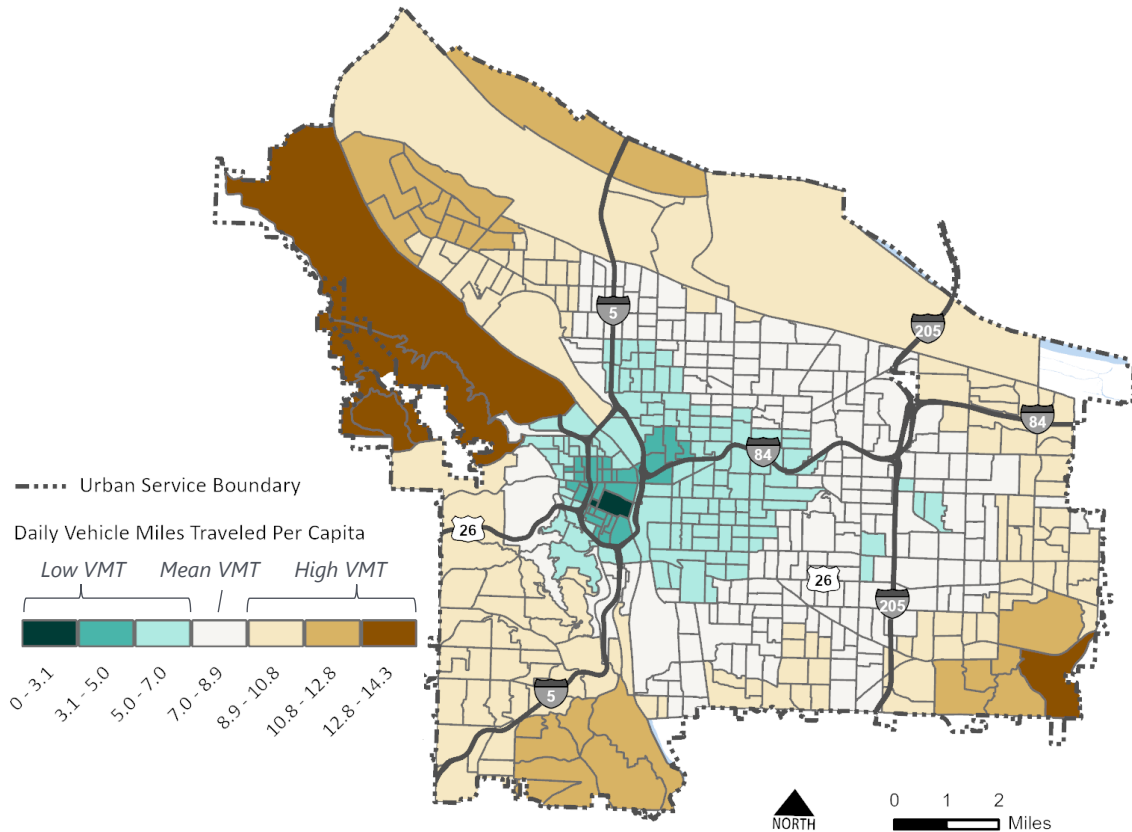 5
205
84
84
Urban Service Boundary
26
Daily Vehicle Miles Traveled Per Capita
Low VMT Mean VMT High VMT
26
205
0 - 3.1
3.1 - 5.0
5.0 - 7.0
7.0 - 8.9
8.9 - 10.8
10.8 - 12.8
12.8 - 14.3
5
0 1 2
Miles
NORTH